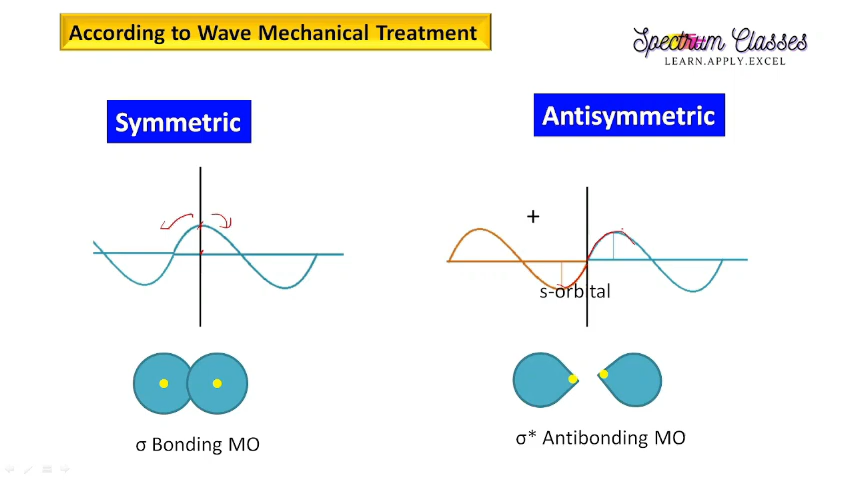 According to Wave Mechanical Treatment
Spectrum Classes
LEARN.APPLY.EXCEL
Symmetric
Antisymmetric
+
s-orbital
σ Bonding MO
σ* Antibonding MO